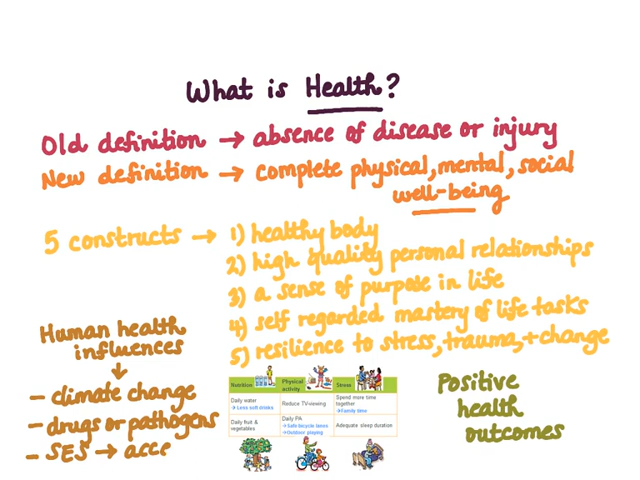 What is Health?
Old definition → absence of disease or injury
New definition → complete physical, mental, social
well-being
5 constructs → 1) healthy body
2) high quality personal relationships
3) a sense of purpose in life
4) self regarded mastery of life tasks
5) resilience to stress, trauma, + change
Human health
influences
↓
- climate change
- drugs or pathogens
- SES → acce
Nutrition Physical activity Stress
Daily water
→ Less soft drinks
Reduce TV-viewing
Spend more time together
→ Family time
Daily fruit & vegetables
Daily PA
→ Safe bicycle lanes
→ Outdoor playing
Adequate sleep duration
Positive
health
outcomes